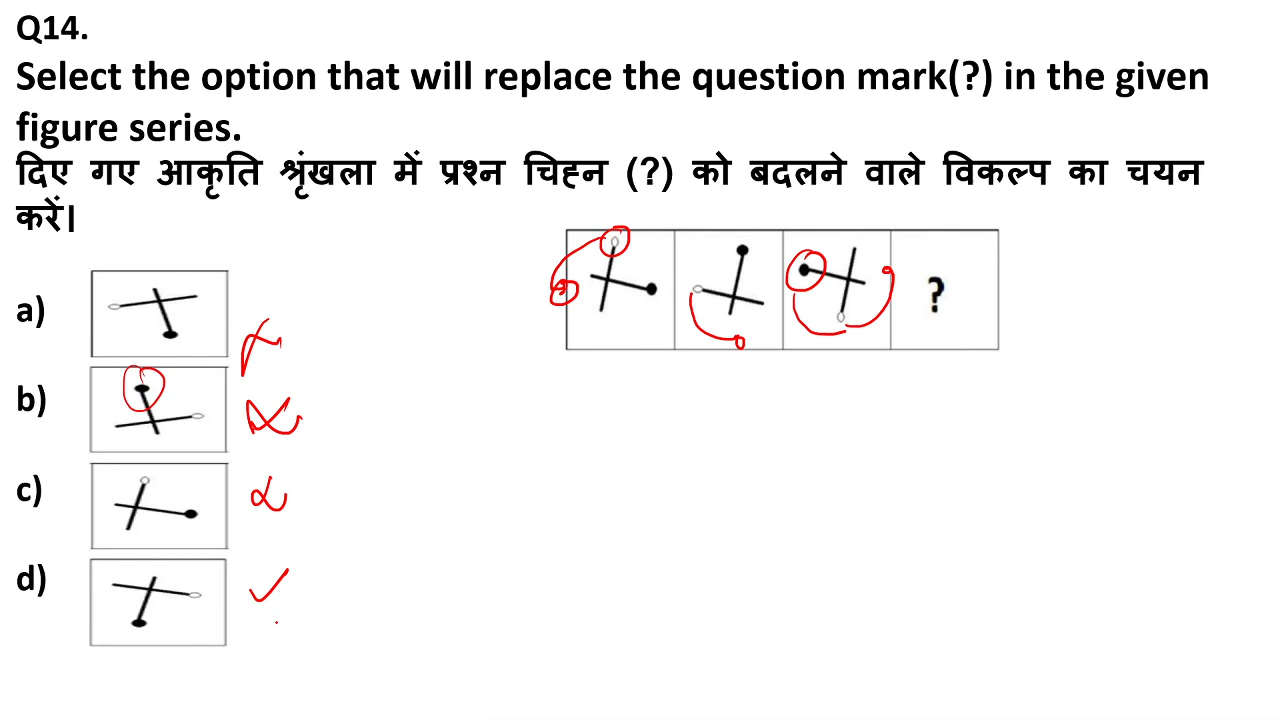 Q14.
Select the option that will replace the question mark(?) in the given
figure series.
दिए गए आकृति श्रृंखला में प्रश्न चिह्न (?) को बदलने वाले विकल्प का चयन
करें।
?
a)
b)
c)
d)